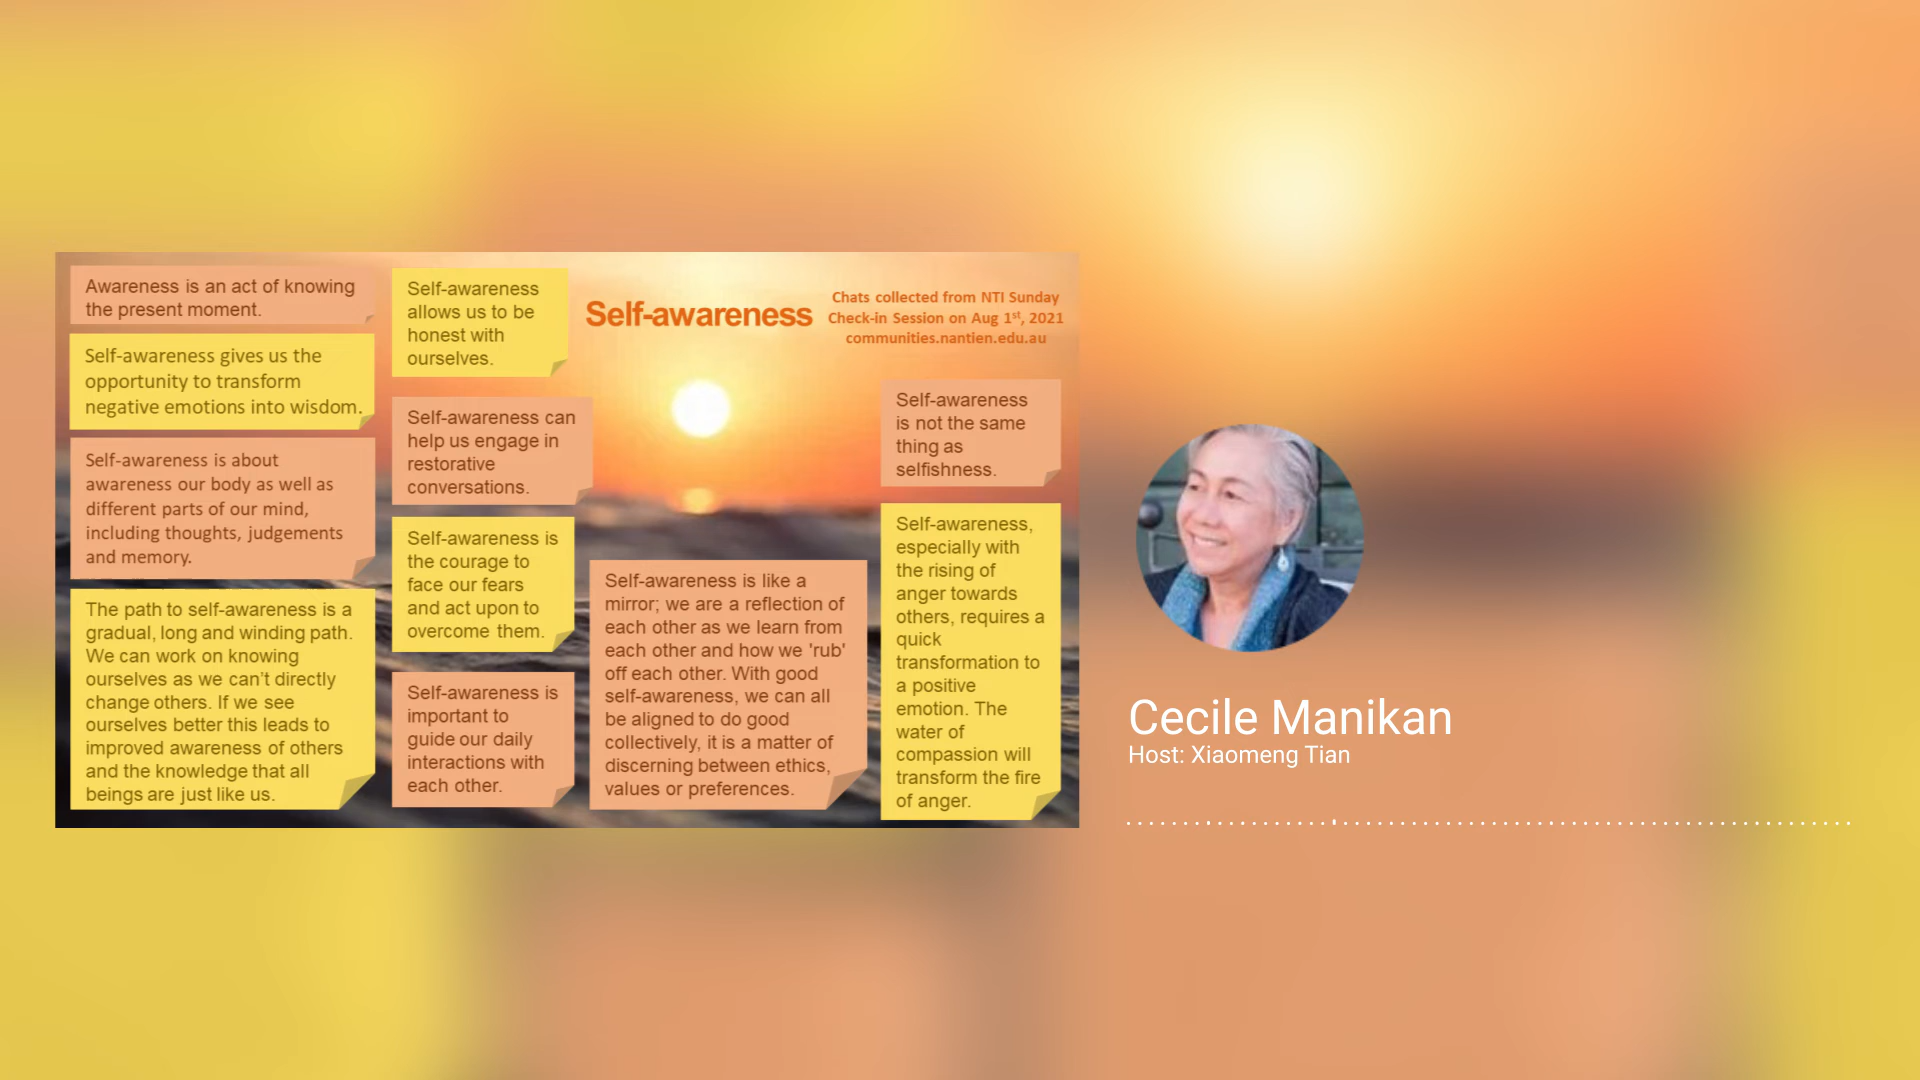 Awareness is an act of knowing
the present moment.
Self-awareness gives us the
opportunity to transform
negative emotions into wisdom.
Self-awareness is about
awareness our body as well as
different parts of our mind,
including thoughts, judgements
and memory.
The path to self-awareness is a
gradual, long and winding path.
We can work on knowing
ourselves as we can't directly
change others. If we see
ourselves better this leads to
improved awareness of others
and the knowledge that all
beings are just like us.
Self-awareness
allows us to be
honest with
ourselves.
Self-awareness can
help us engage in
restorative
conversations.
Self-awareness is
the courage to
face our fears
and act upon to
overcome them.
Self-awareness is
important to
guide our daily
interactions with
each other.
Self-awareness
Chats collected from NTI Sunday
Check-in Session on Aug 1st, 2021
communities.nantien.edu.au
Self-awareness is like a
mirror; we are a reflection of
each other as we learn from
each other and how we 'rub'
off each other. With good
self-awareness, we can all
be aligned to do good
collectively, it is a matter of
discerning between ethics,
values or preferences.
Self-awareness
is not the same
thing as
selfishness.
Self-awareness,
especially with
the rising of
anger towards
others, requires a
quick
transformation to
a positive
emotion. The
water of
compassion will
transform the fire
of anger.
Cecile Manikan
Host: Xiaomeng Tian